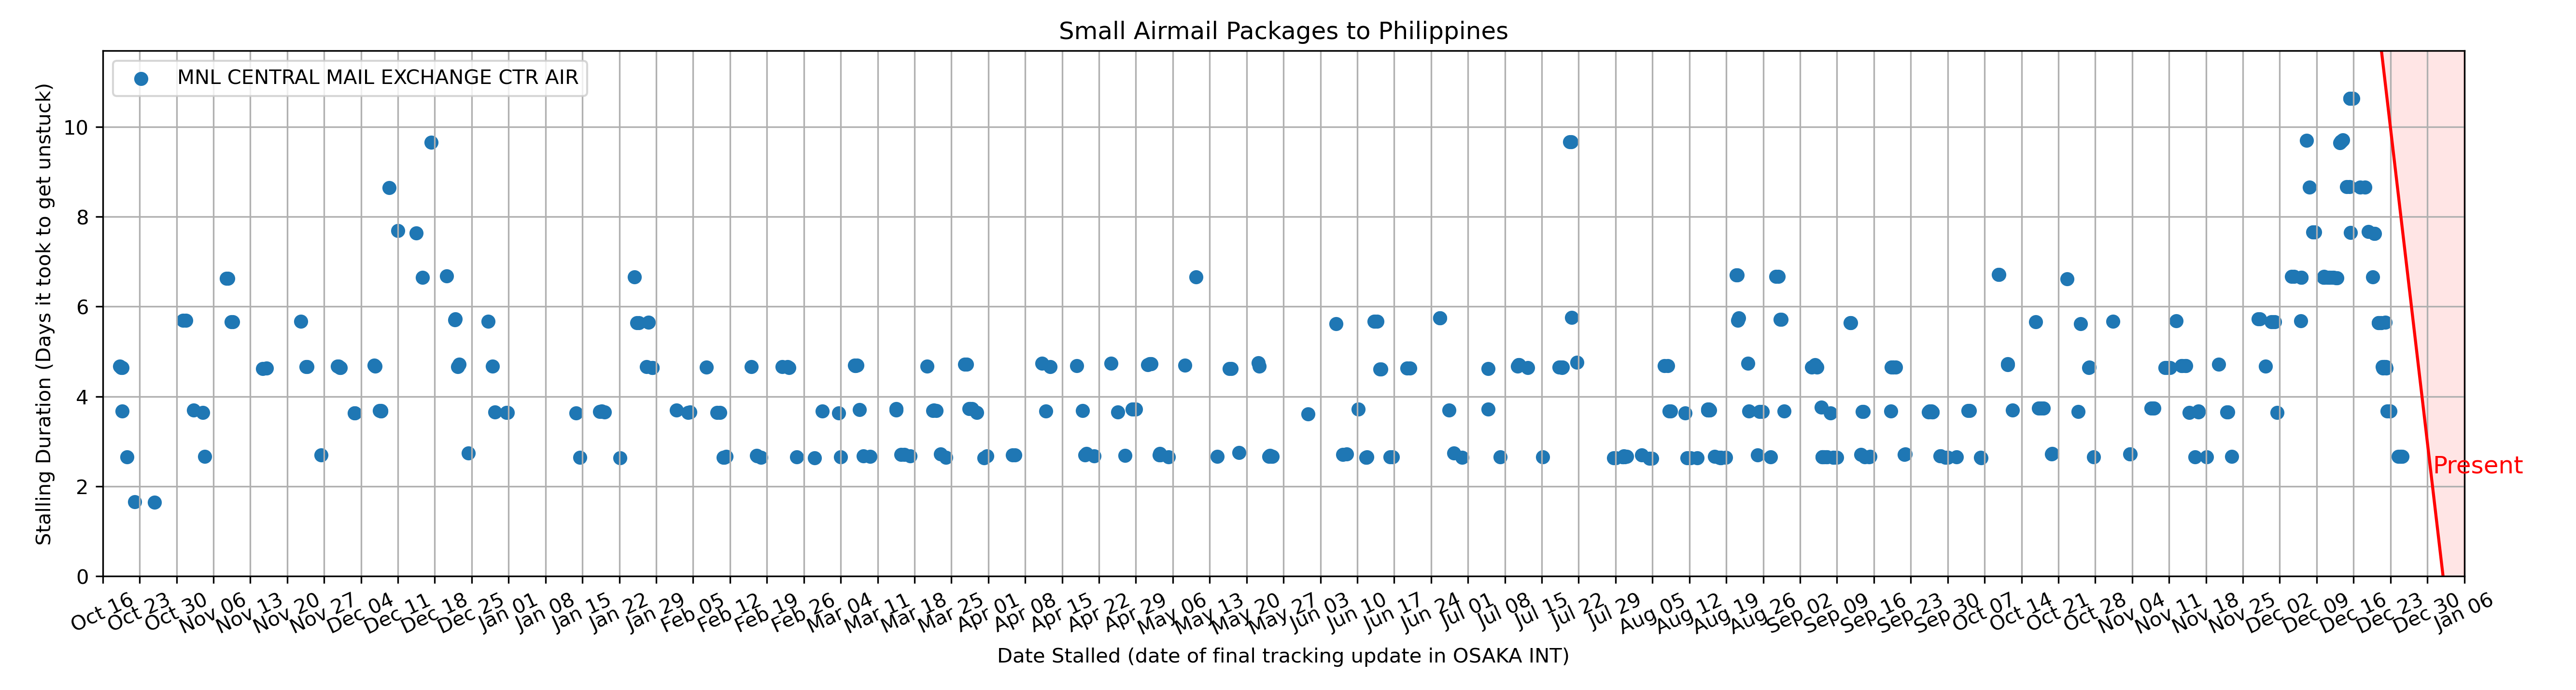 Small Airmail Packages to Philippines
MNL CENTRAL MAIL EXCHANGE CTR AIR
Stalling Duration (Days it took to get unstuck)
10
8
6
4
2
0
Present
Oct 16
Oct 23
Oct 30
Nov 06
Nov 13
Nov 20
Nov 27
Dec 04
Dec 11
Dec 18
Dec 25
Jan 01
Jan 08
Jan 15
Jan 22
Jan 29
Feb 05
Feb 12
Feb 19
Feb 26
Mar 04
Mar 11
Mar 18
Mar 25
Apr 01
Apr 08
Apr 15
Apr 22
Apr 29
May 06
May 13
May 20
May 27
Jun 03
Jun 10
Jun 17
Jun 24
Jul 01
Jul 08
Jul 15
Jul 22
Jul 29
Aug 05
Aug 12
Aug 19
Aug 26
Sep 02
Sep 09
Sep 16
Sep 23
Sep 30
Oct 07
Oct 14
Oct 21
Oct 28
Nov 04
Nov 11
Nov 18
Nov 25
Dec 02
Dec 09
Dec 16
Dec 23
Dec 30
Jan 06
Date Stalled (date of final tracking update in OSAKA INT)